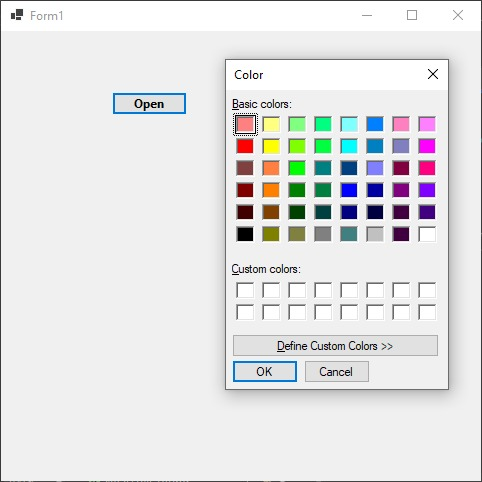 Form1
Open
Color
Basic colors:
Custom colors:
Define Custom Colors >>
OK
Cancel